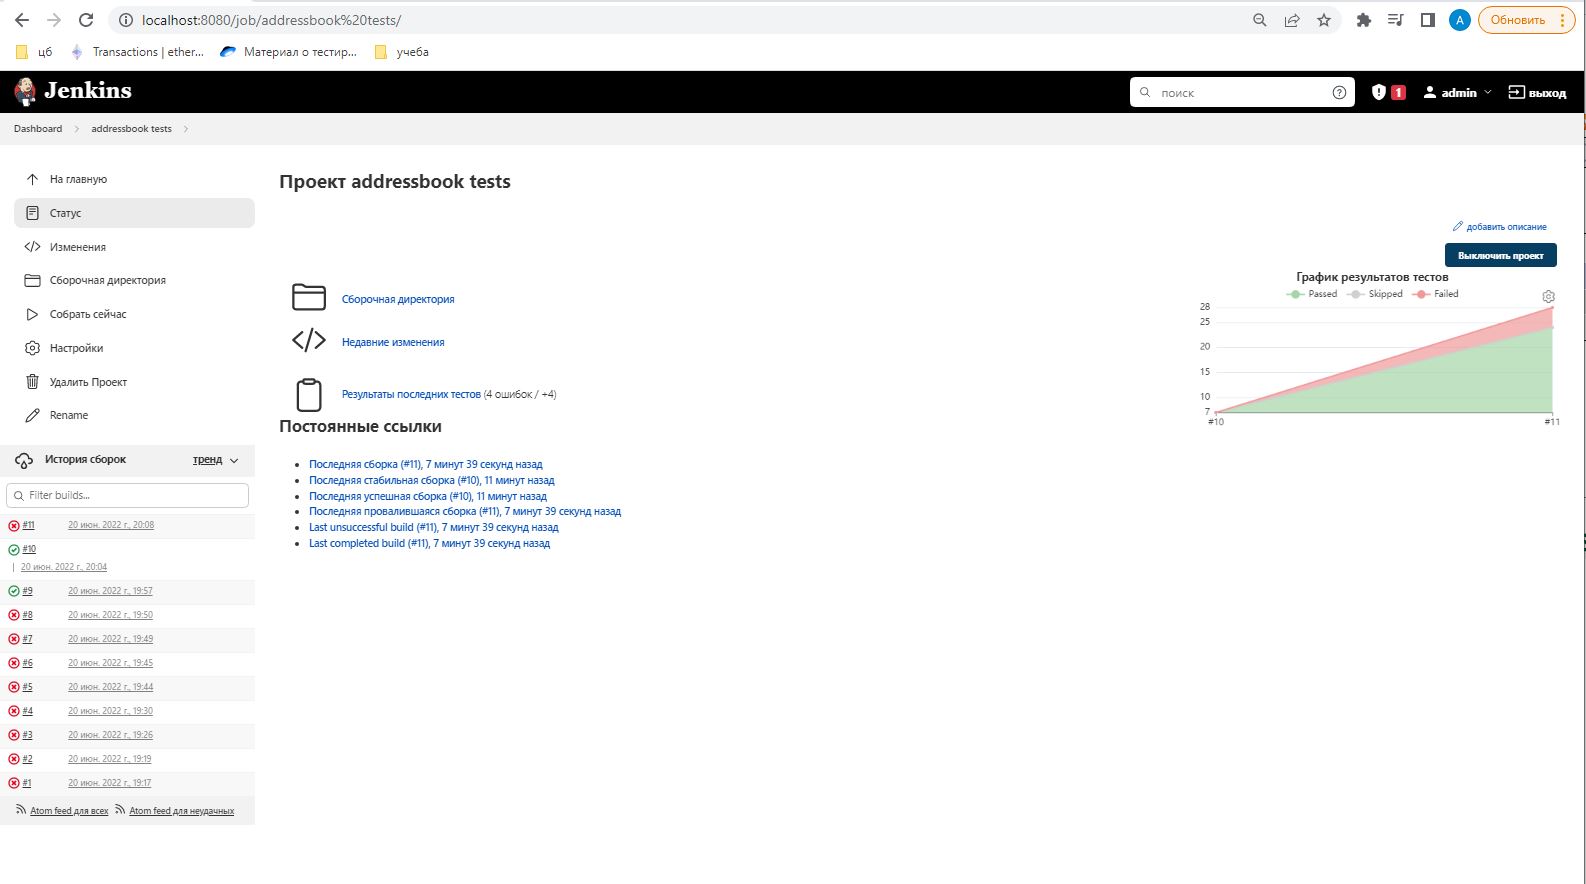 localhost:8080/job/addressbook%20tests/
А
Обновить
цб
Transactions | ether...
Материал о тестир...
учеба
Jenkins
поиск
1
admin
выход
Dashboard
addressbook tests
На главную
Статус
Изменения
Сборочная директория
Собрать сейчас
Настройки
Удалить Проект
Rename
История сборок
тренд
Filter builds...
#11 20 июн. 2022 г., 20:08
#10
20 июн. 2022 г., 20:04
#9 20 июн. 2022 г., 19:57
#8 20 июн. 2022 г., 19:50
#7 20 июн. 2022 г., 19:49
#6 20 июн. 2022 г., 19:45
#5 20 июн. 2022 г., 19:44
#4 20 июн. 2022 г., 19:30
#3 20 июн. 2022 г., 19:26
#2 20 июн. 2022 г., 19:19
#1 20 июн. 2022 г., 19:17
Atom feed для всех
Atom feed для неудачных
Проект addressbook tests
добавить описание
Выключить проект
Сборочная директория
Недавние изменения
Результаты последних тестов (4 ошибок / +4)
Постоянные ссылки
Последняя сборка (#11), 7 минут 39 секунд назад
Последняя стабильная сборка (#10), 11 минут назад
Последняя успешная сборка (#10), 11 минут назад
Последняя провалившаяся сборка (#11), 7 минут 39 секунд назад
Last unsuccessful build (#11), 7 минут 39 секунд назад
Last completed build (#11), 7 минут 39 секунд назад
График результатов тестов
Passed Skipped Failed
28
25
20
15
10
7
#10 #11